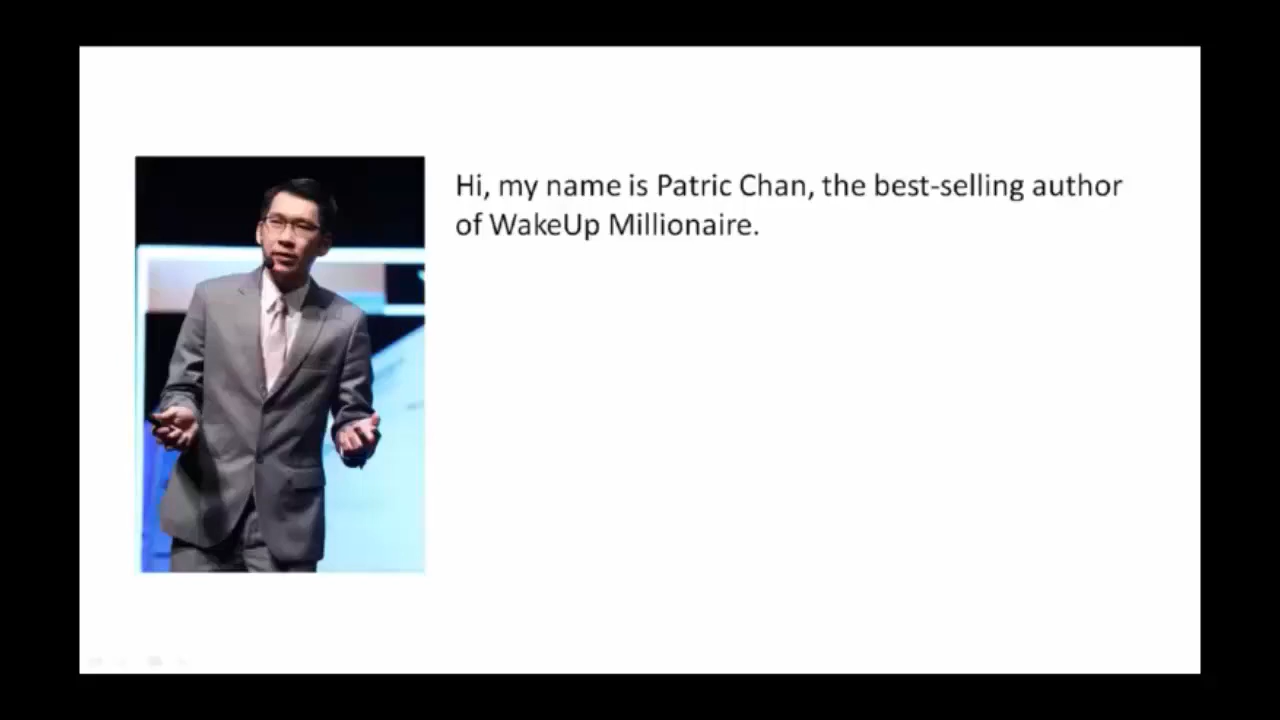 Hi, my name is Patric Chan, the best-selling author
of WakeUp Millionaire.